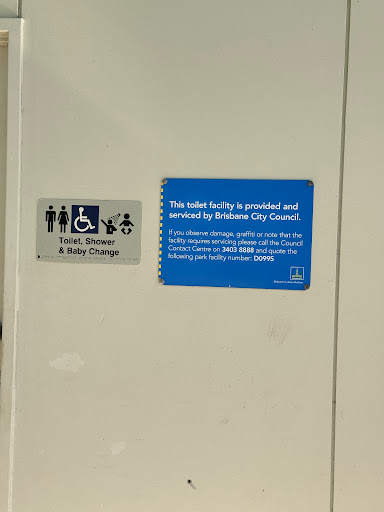 Toilet, Shower
& Baby Change
This toilet facility is provided and
serviced by Brisbane City Council.
If you observe damage, graffiti or note that the
facility requires servicing please call the Council
Contact Centre on 3403 8888 and quote the
following park facility number: D0995